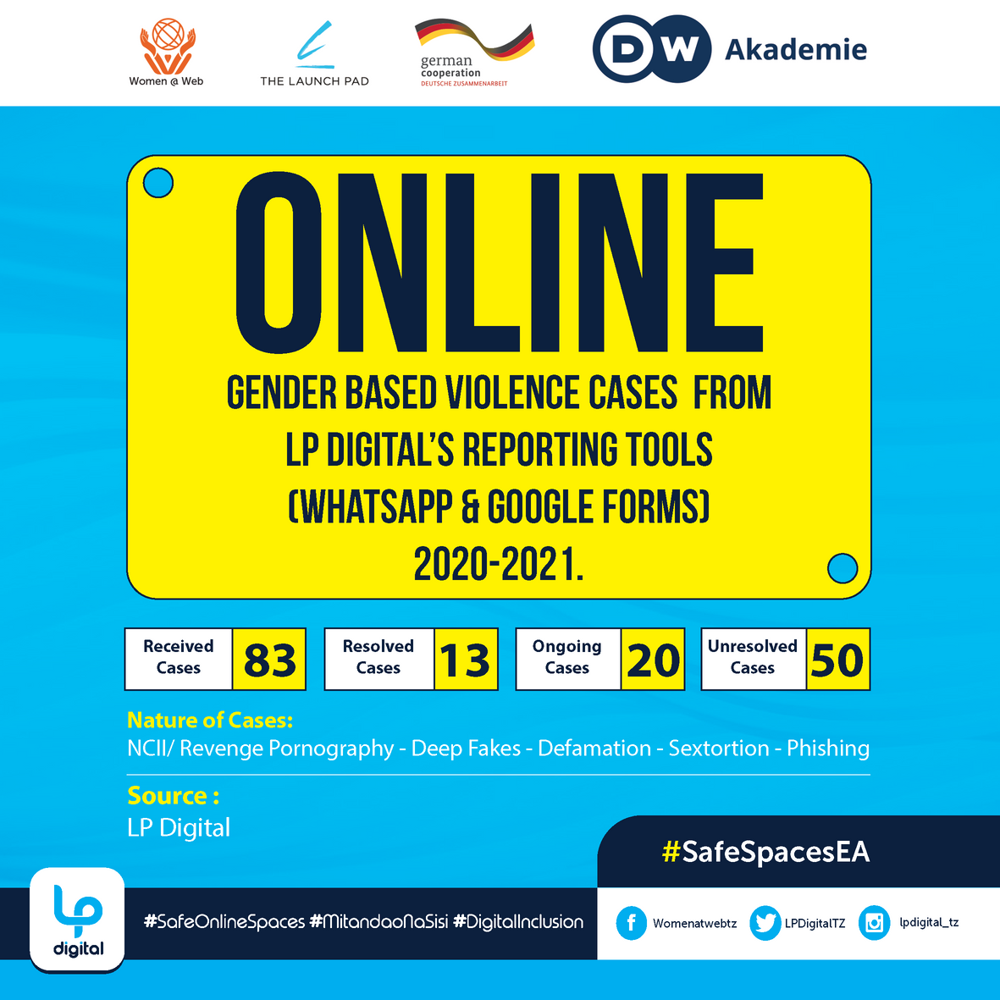 Women @ Web
THE LAUNCH PAD
german
cooperation
DEUTSCHE ZUSAMMENARBEIT
DW Akademie
ONLINE
GENDER BASED VIOLENCE CASES FROM
LP DIGITAL'S REPORTING TOOLS
(WHATSAPP & GOOGLE FORMS)
2020-2021.
Received
Cases
83
Resolved
Cases
13
Ongoing
Cases
20
Unresolved
Cases
50
Nature of Cases:
NCII/ Revenge Pornography - Deep Fakes - Defamation - Sextortion - Phishing
Source :
LP Digital
#SafeSpacesEA
LP
digital
#SafeOnlineSpaces #MitandaoNaSisi #DigitalInclusion
Womenatwebtz
LPDigitalTZ
lpdigital_tz